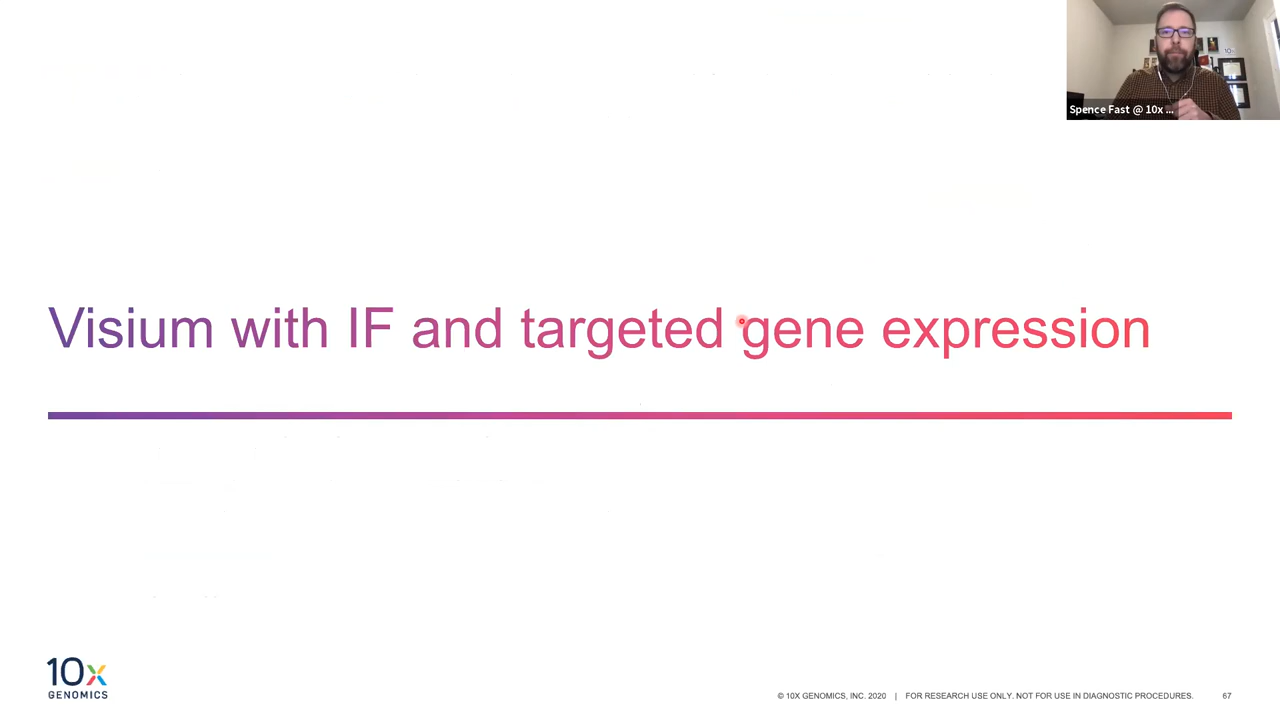 Spence Fast @ 10x ...
Visium with IF and targeted gene expression
10x
GENOMICS
© 10X GENOMICS, INC. 2020 | FOR RESEARCH USE ONLY. NOT FOR USE IN DIAGNOSTIC PROCEDURES. 67